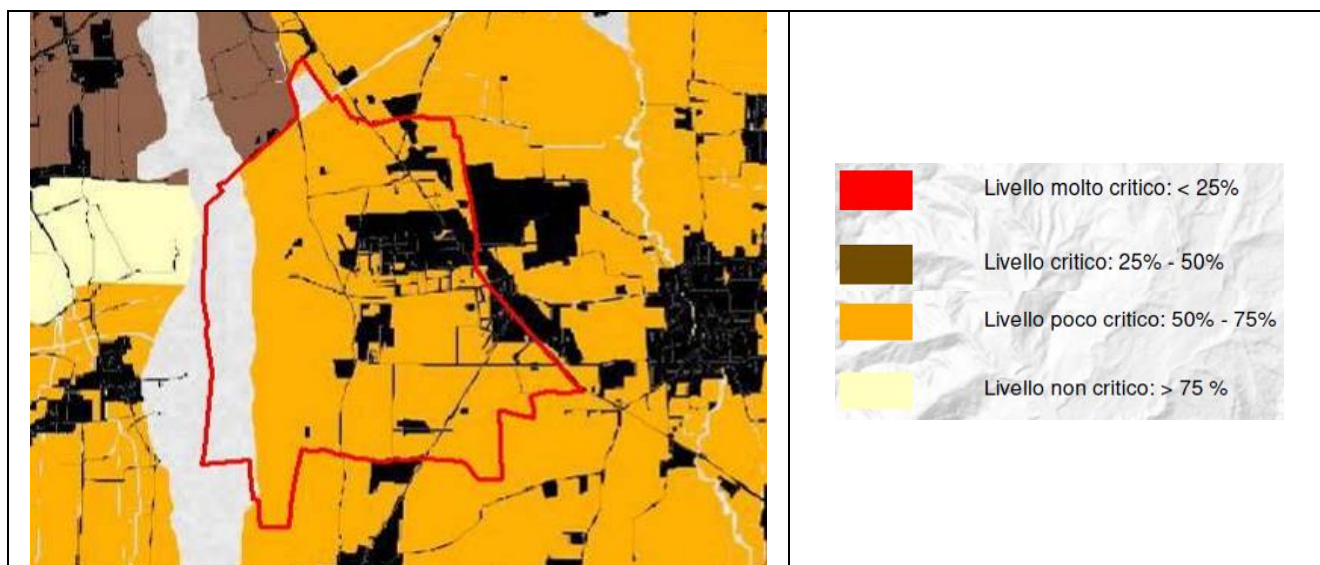 Livello molto critico: < 25%
Livello critico: 25% - 50%
Livello poco critico: 50% - 75%
Livello non critico: > 75 %